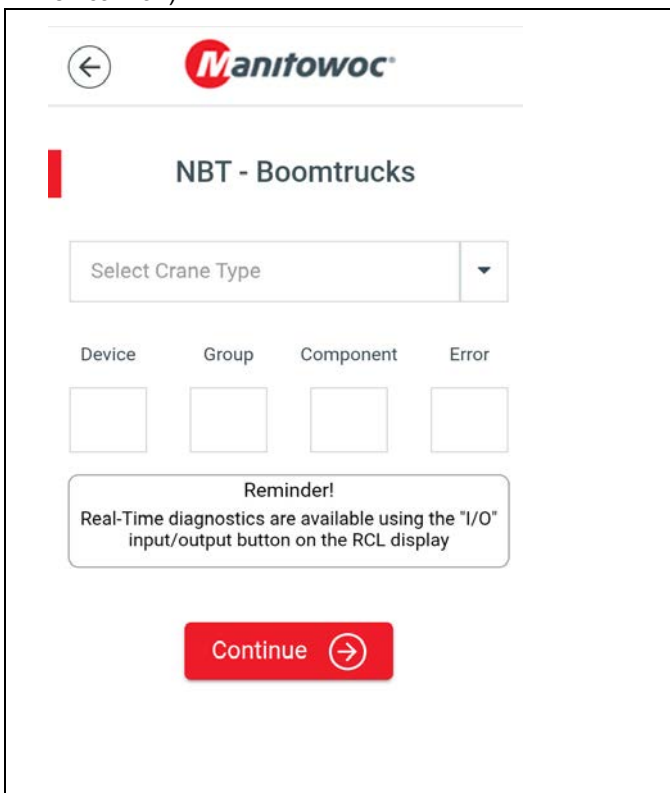 Manitowoc
NBT - Boomtrucks
Select Crane Type
Device Group Component Error
Reminder!
Real-Time diagnostics are available using the "I/O"
input/output button on the RCL display
Continue